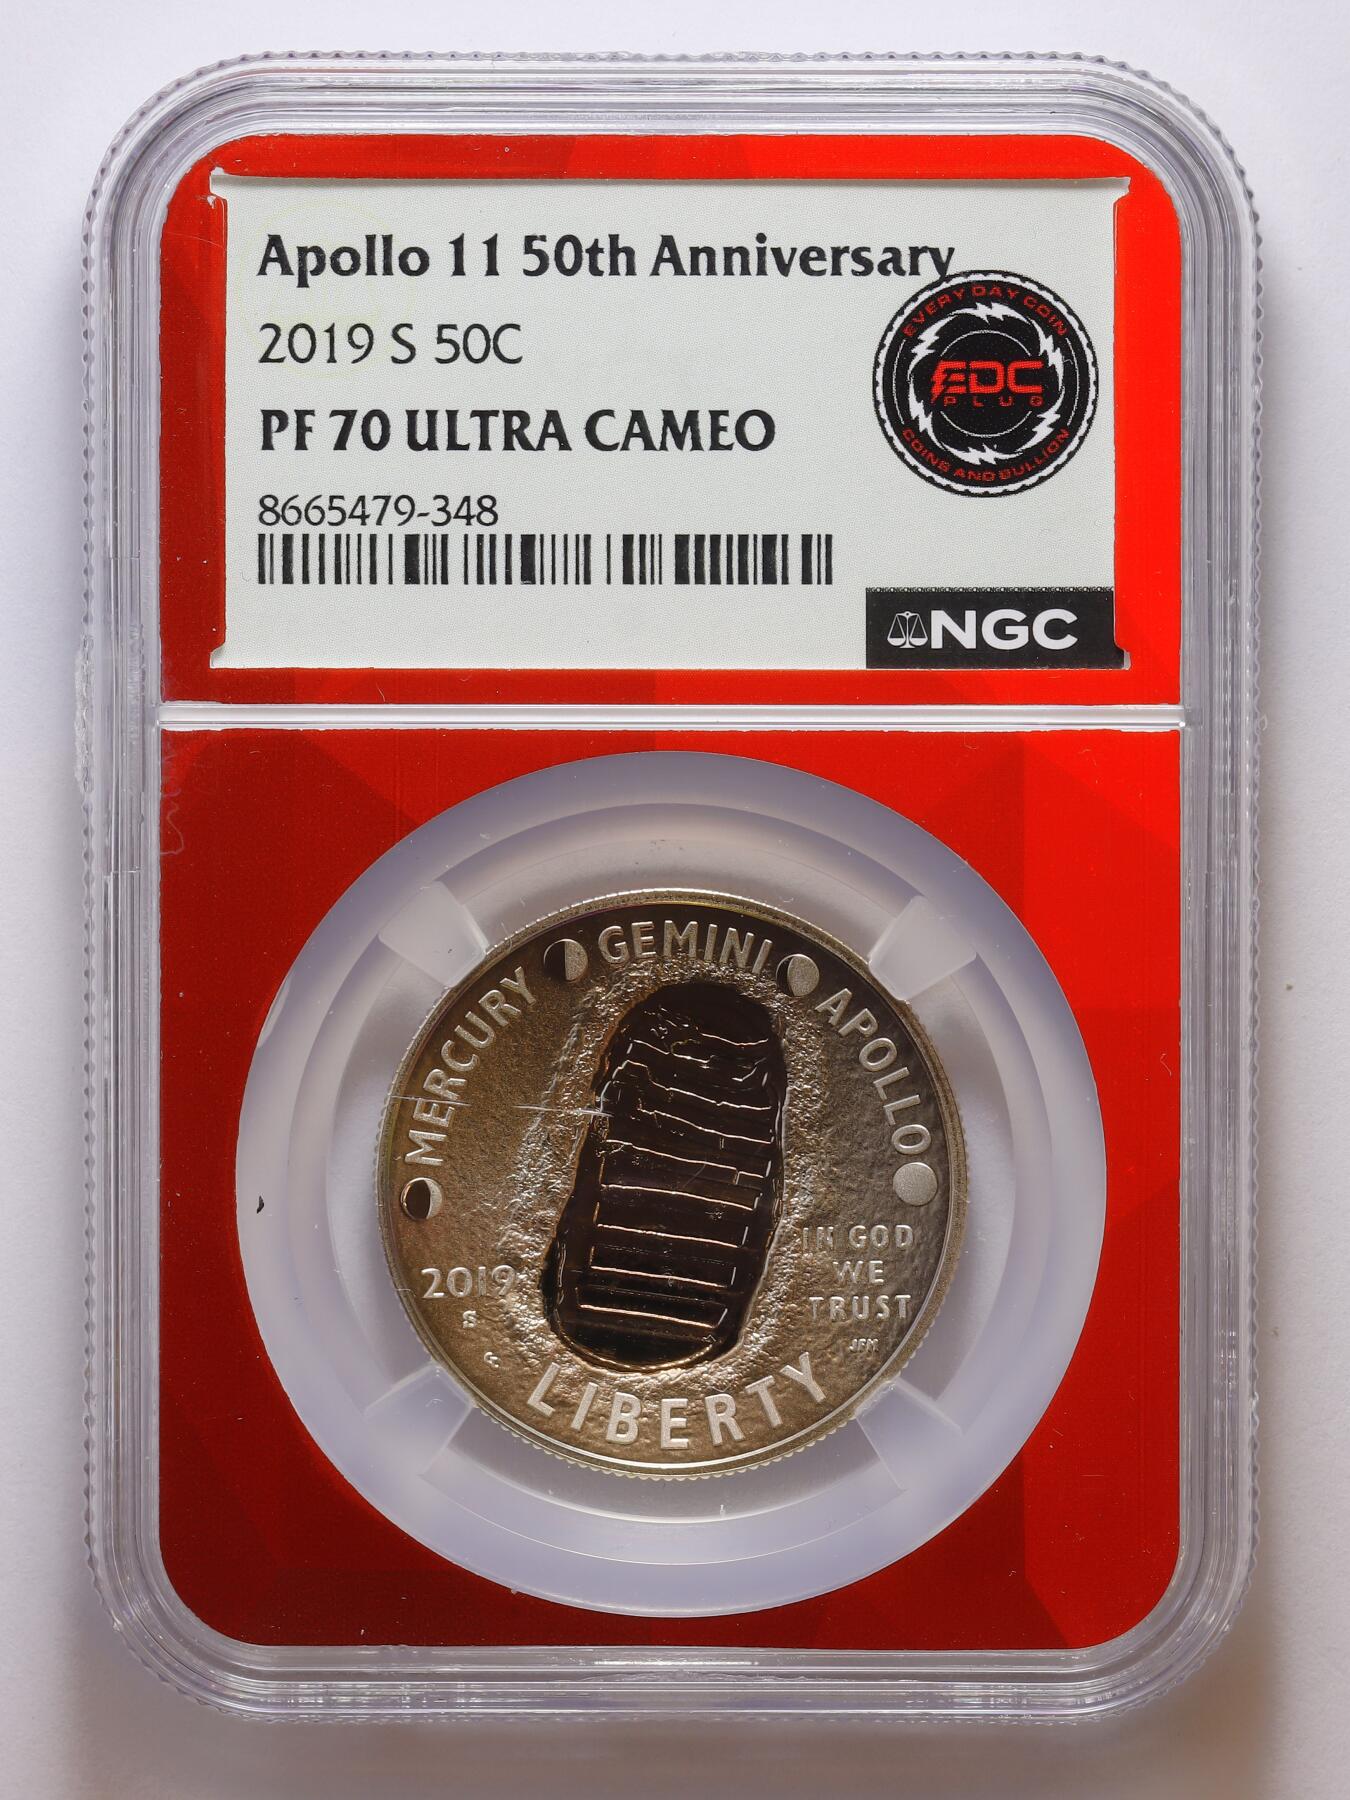 Apollo 11 50th Anniversary
2019 S 50C
PF 70 ULTRA CAMEO
8665479-348
EVERY DAY COIN
EDC
PLUG
COINS AND BULLION
NGC
MERCURY GEMINI APOLLO
2019
S
IN GOD
WE
TRUST
JFM
LIBERTY